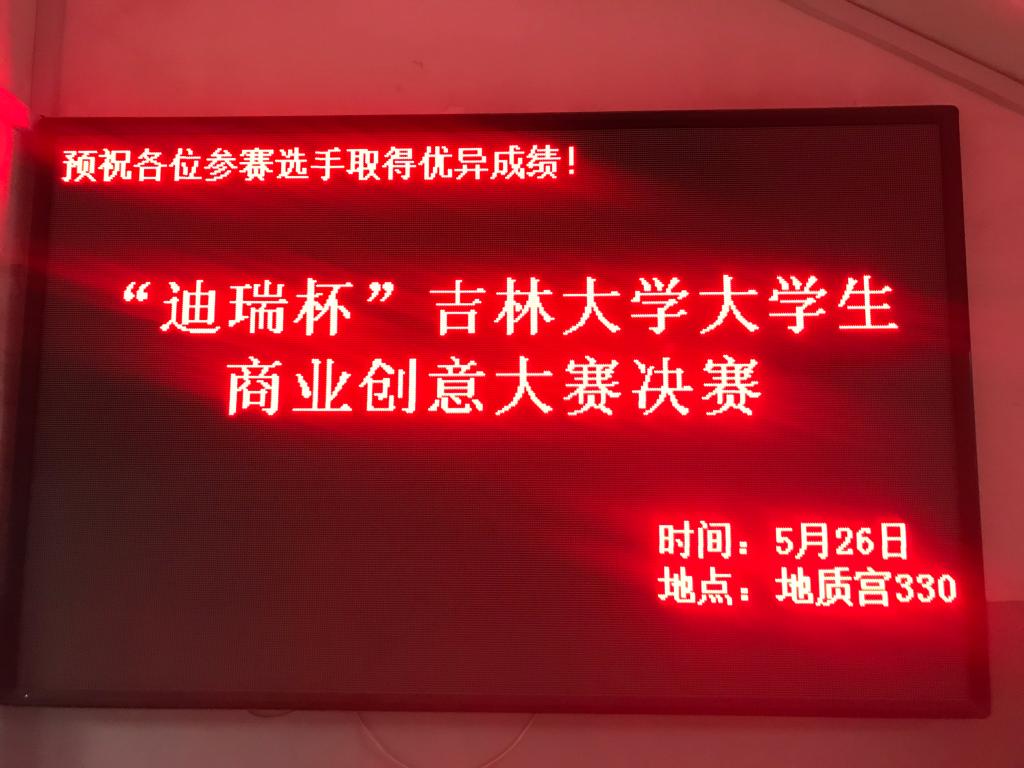 预祝各位参赛选手取得优异成绩！
“迪瑞杯”吉林大学大学生
商业创意大赛决赛
时间：5月26日
地点：地质宫330